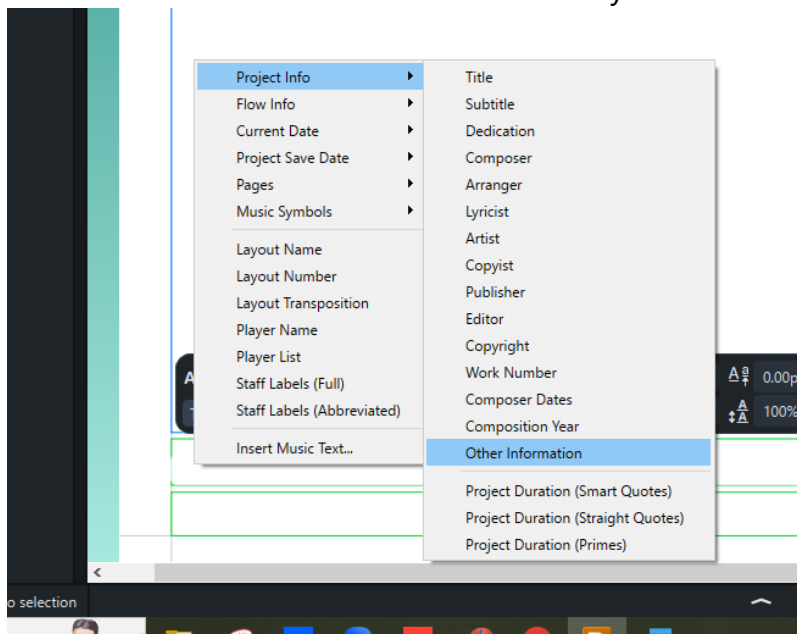 Project Info
Flow Info
Current Date
Project Save Date
Pages
Music Symbols
Layout Name
Layout Number
Layout Transposition
Player Name
Player List
Staff Labels (Full)
Staff Labels (Abbreviated)
Insert Music Text...
Title
Subtitle
Dedication
Composer
Arranger
Lyricist
Artist
Copyist
Publisher
Editor
Copyright
Work Number
Composer Dates
Composition Year
Other Information
Project Duration (Smart Quotes)
Project Duration (Straight Quotes)
Project Duration (Primes)
0.00p
100%
o selection